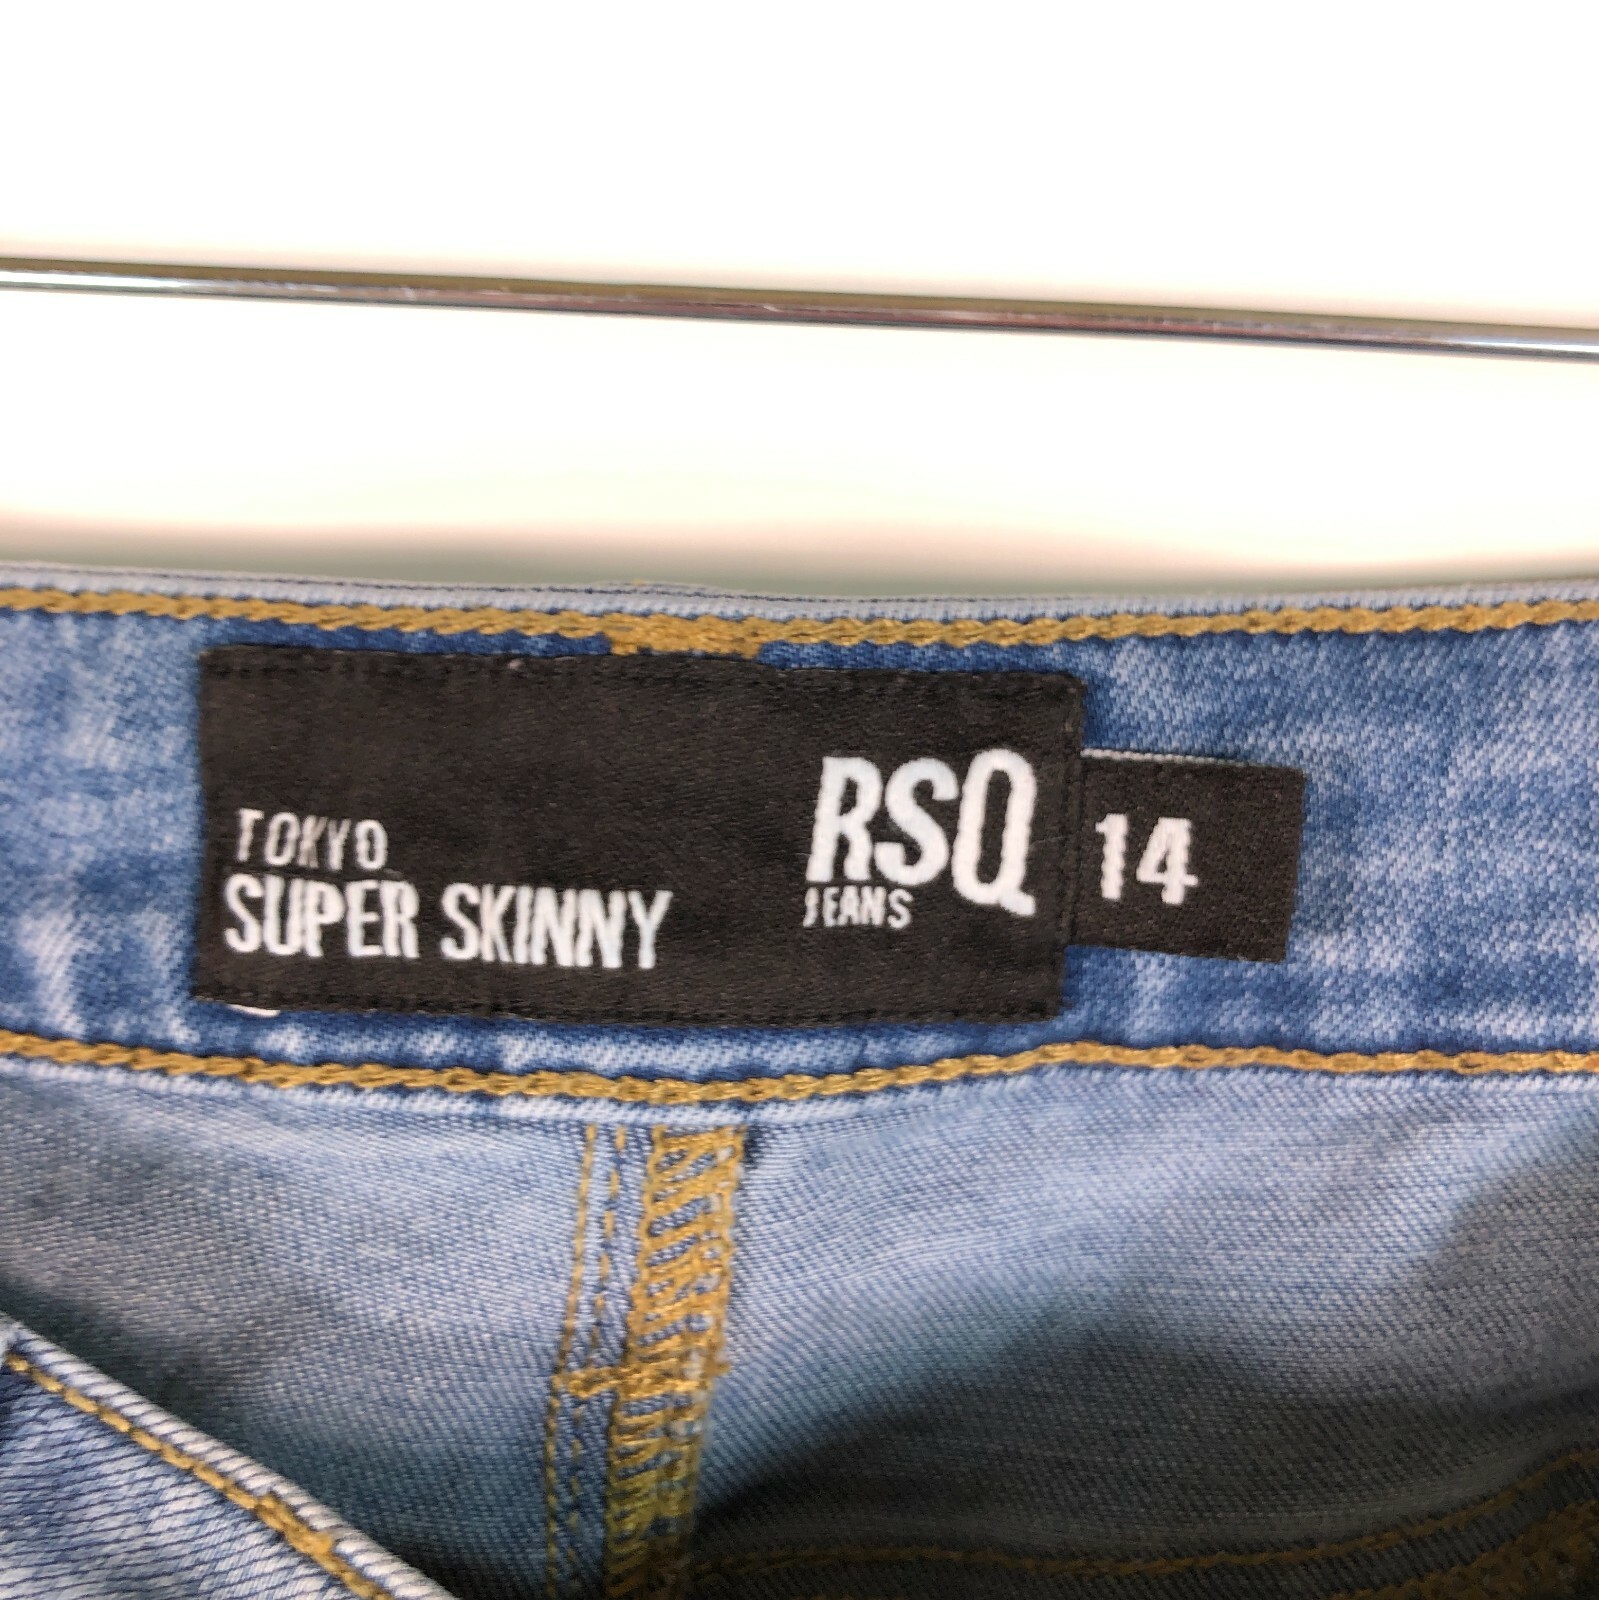 TOKYO
SUPER SKINNY
RSQ
JEANS
14